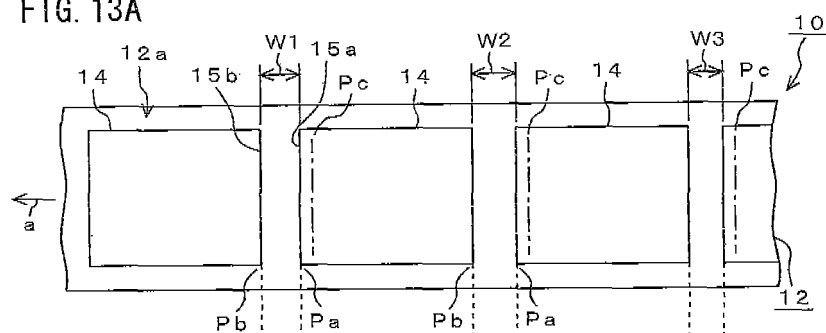 FIG. 13A
10
W1 W2 W3
12a 15a
14 15b Pc 14 Pc 14 Pc
a
Pb Pa Pb Pa 12